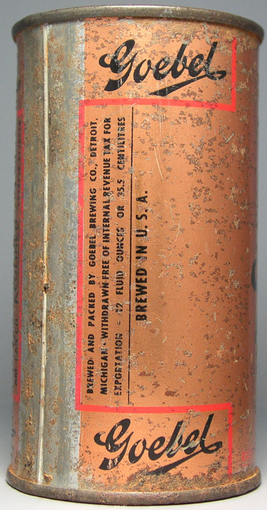 Goebel
BREWED AND PACKED BY GOEBEL BREWING CO., DETROIT,
MICHIGAN • WITHDRAWN FREE OF INTERNAL REVENUE TAX FOR
EXPORTATION - 12 FLUID OUNCES OR 35.5 CENTILITRES
BREWED IN U. S. A.
Goebel